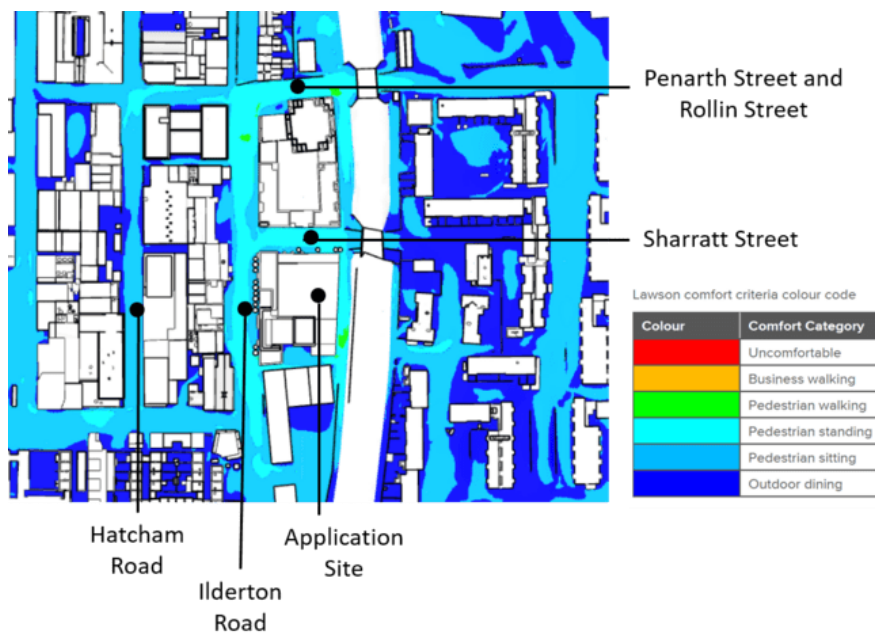 Penarth Street and
Rollin Street
Sharratt Street
Lawson comfort criteria colour code
Colour Comfort Category
Uncomfortable
Business walking
Pedestrian walking
Pedestrian standing
Pedestrian sitting
Outdoor dining
Hatcham
Road
Ilderton
Road
Application
Site